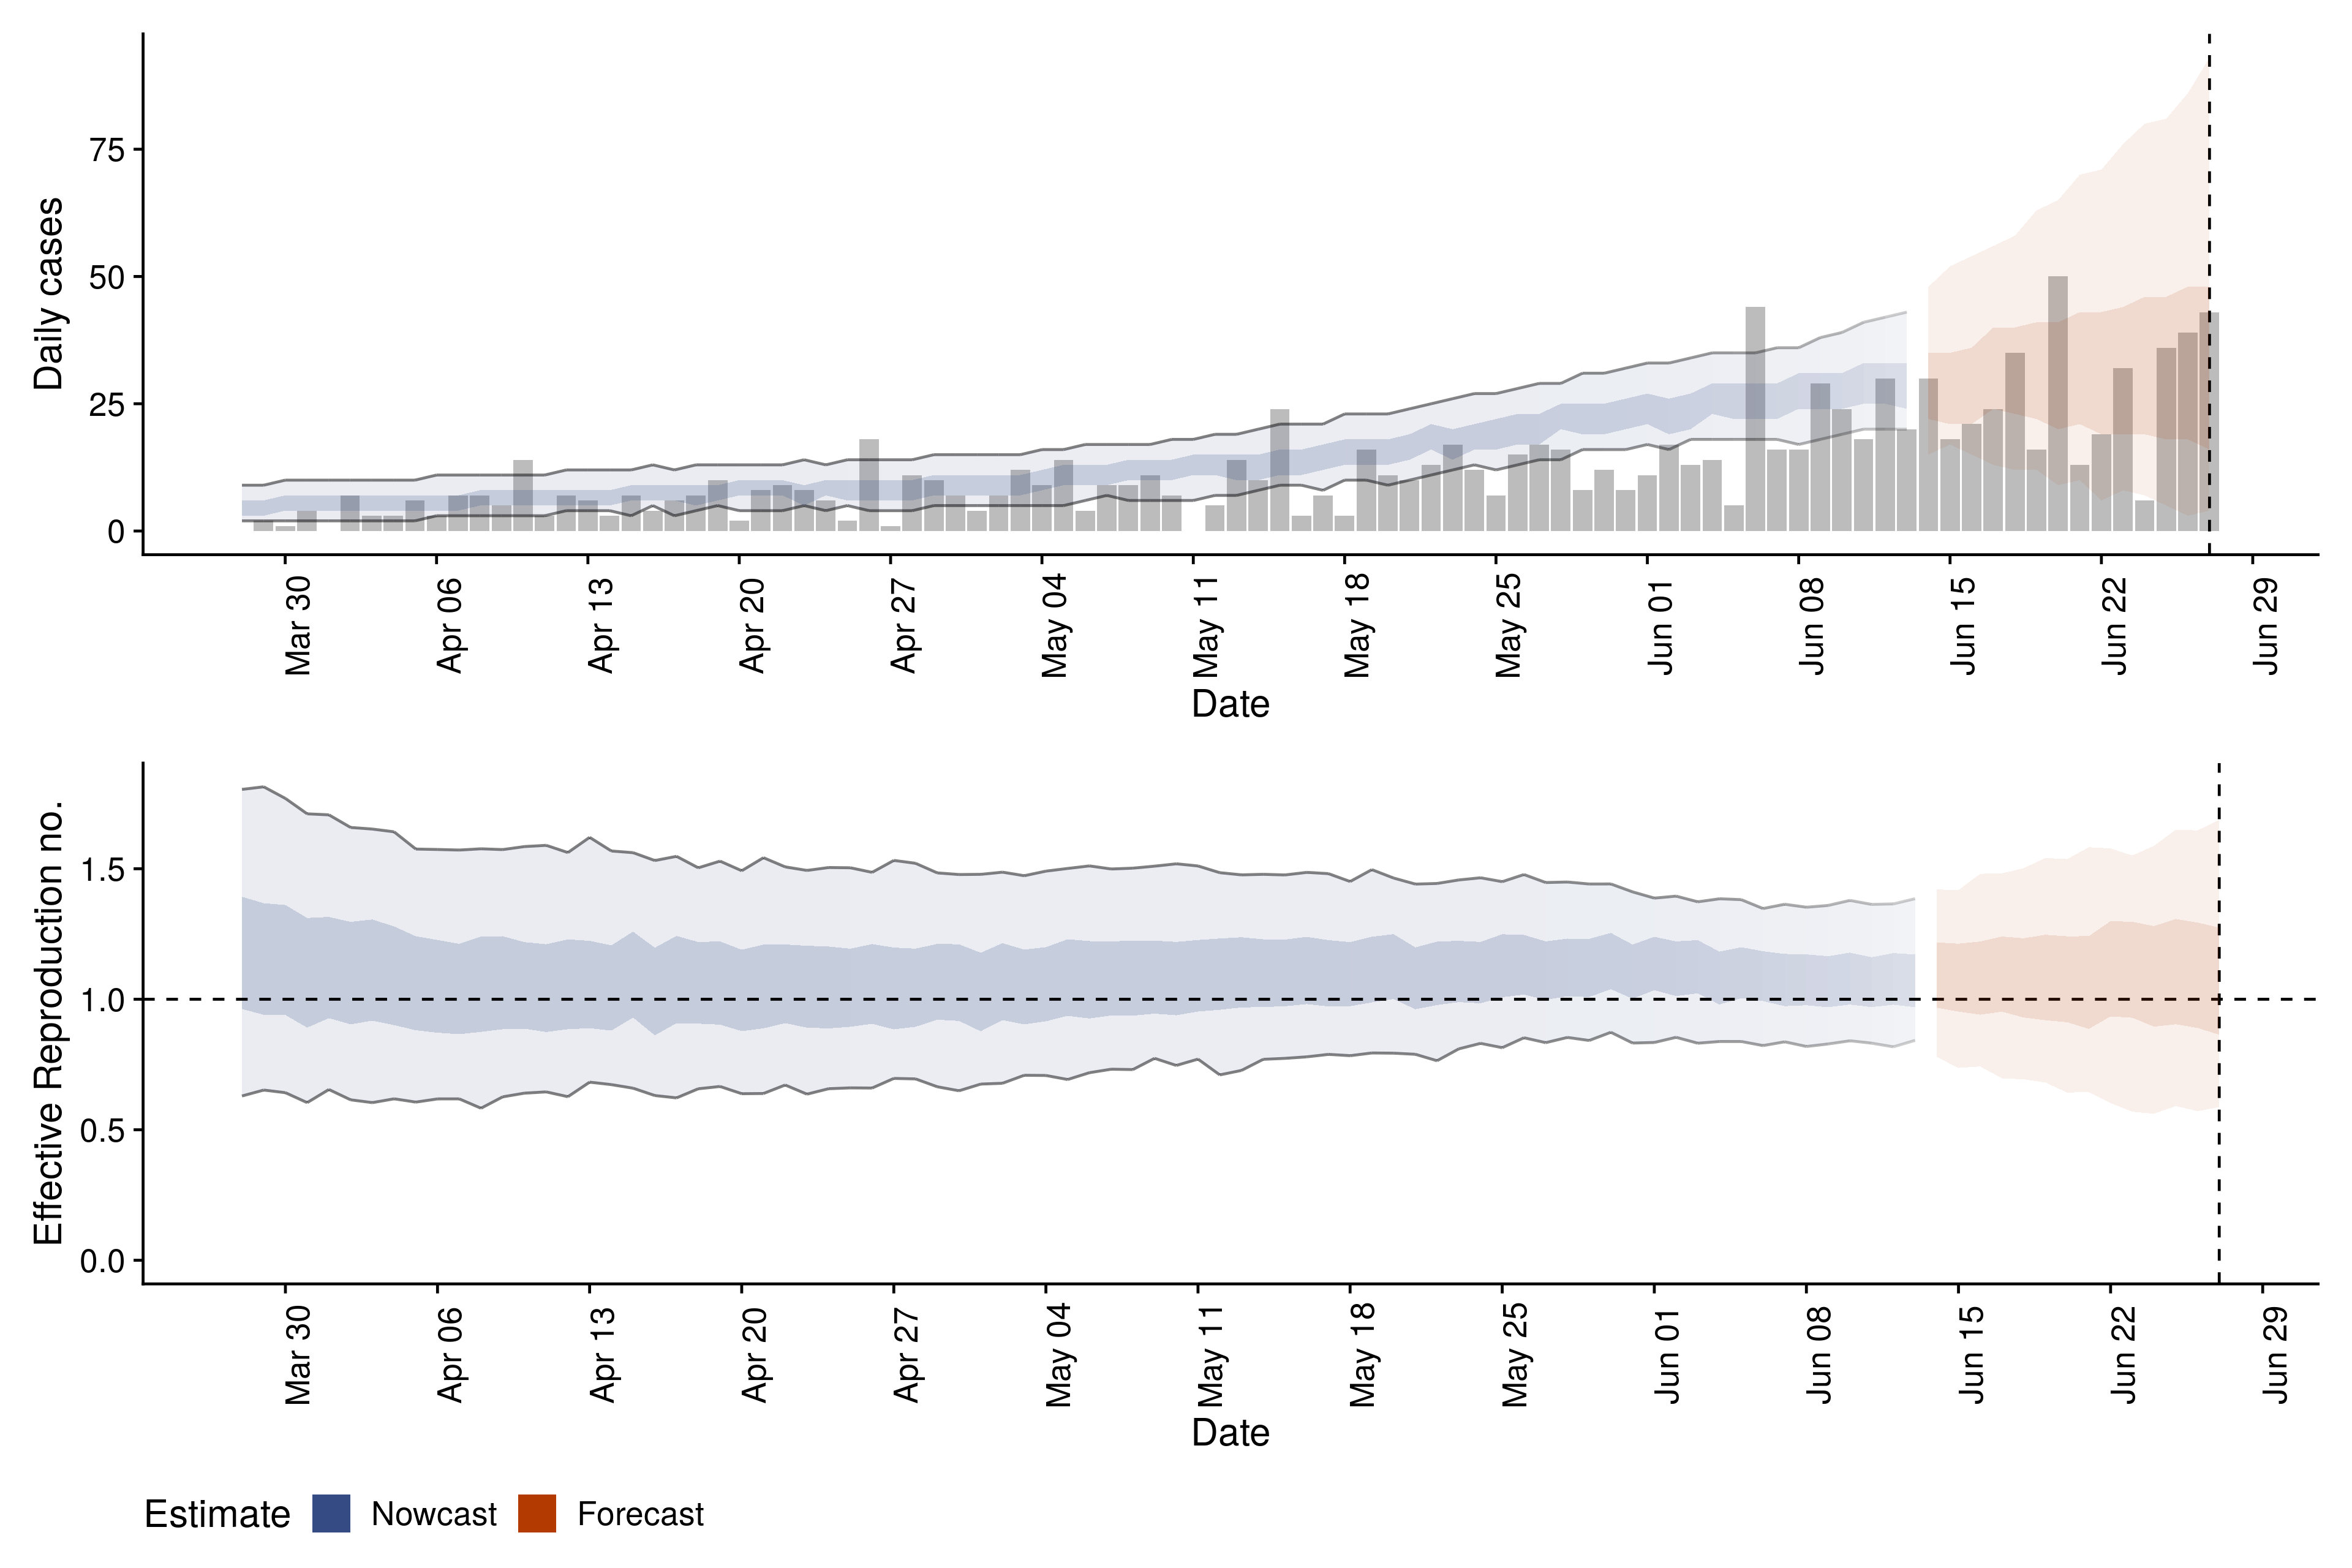 Daily cases
75
50
25
0
Mar 30
Apr 06
Apr 13
Apr 20
Apr 27
May 04
May 11
May 18
May 25
Jun 01
Jun 08
Jun 15
Jun 22
Jun 29
Date
Effective Reproduction no.
1.5
1.0
0.5
0.0
Mar 30
Apr 06
Apr 13
Apr 20
Apr 27
May 04
May 11
May 18
May 25
Jun 01
Jun 08
Jun 15
Jun 22
Jun 29
Date
Estimate Nowcast Forecast